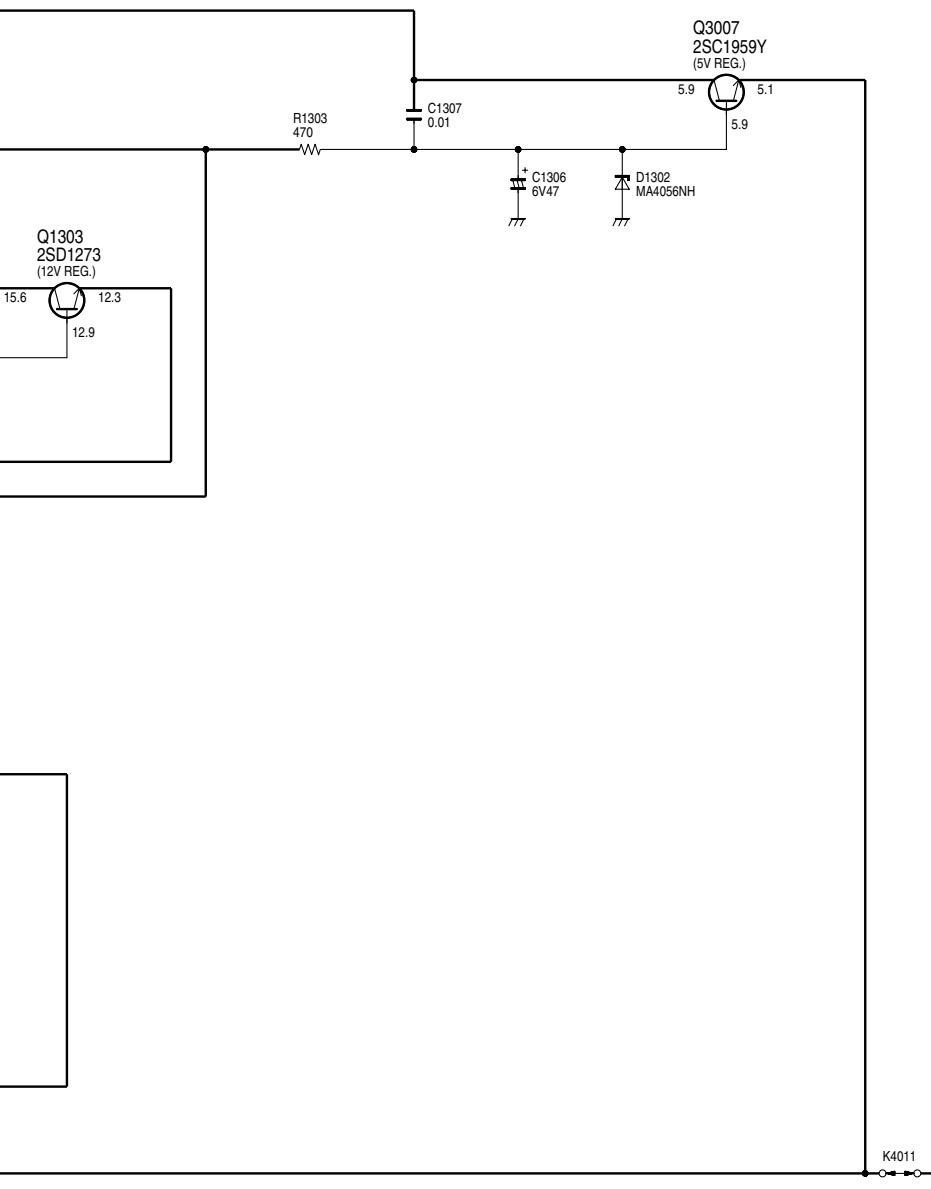 Q3007
2SC1959Y
(5V REG.)
5.9
5.1
5.9
C1307
0.01
R1303
470
C1306
6V47
+
D1302
MA4056NH
Q1303
2SD1273
(12V REG.)
15.6
12.3
12.9
K4011